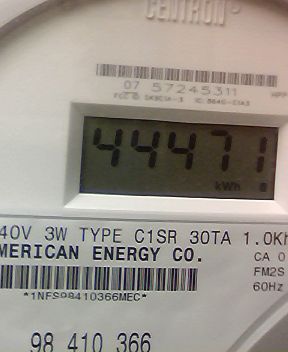 CENTRON®
07 57245311
44471
kWh
40V 3W TYPE C1SR 30TA 1.0Kh
MERICAN ENERGY CO.
CA 0
FM2S
60Hz
*1NFS98410366MEC*
98 410 366